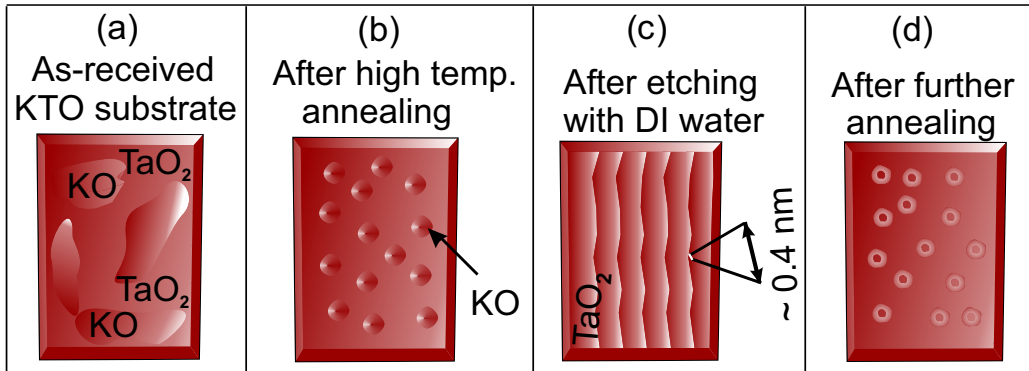 (a)
As-received
KTO substrate
TaO₂
KO
TaO₂
KO
(b)
After high temp.
annealing
KO
(c)
After etching
with DI water
TaO₂
~ 0.4 nm
(d)
After further
annealing